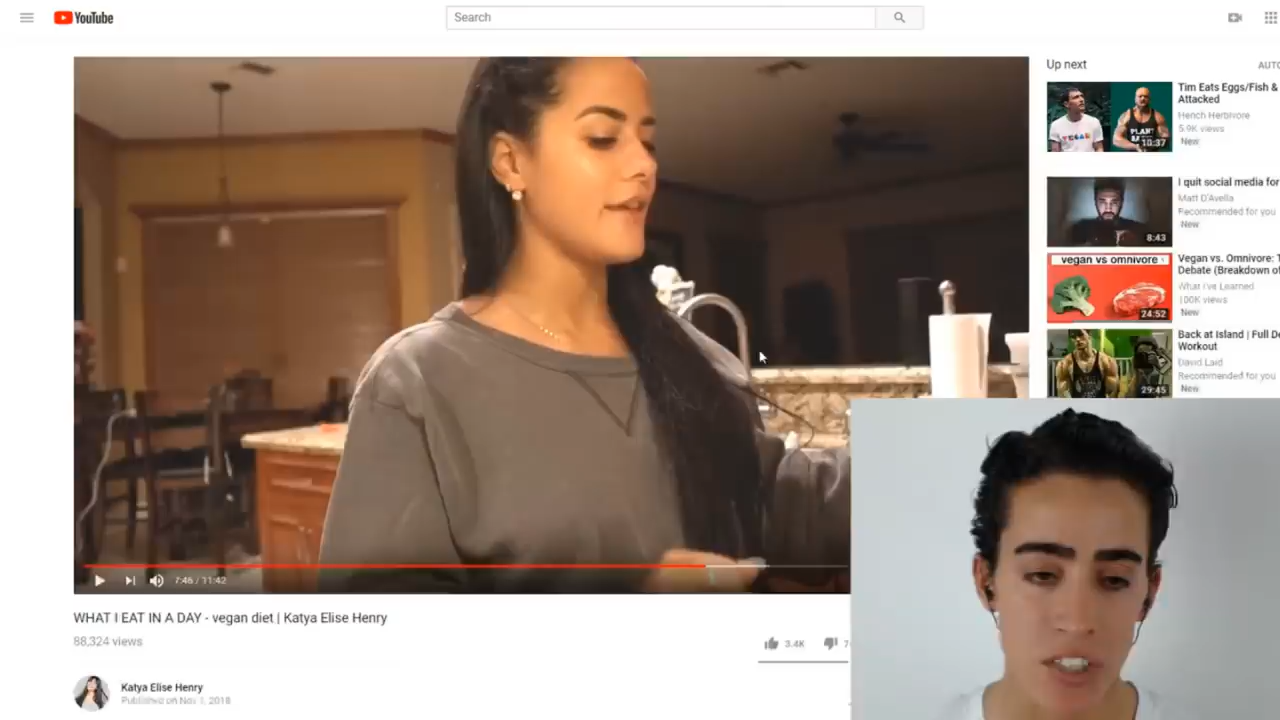 YouTube
Search
Up next
AUTO
Tim Eats Eggs/Fish &
Attacked
Hench Herbivore
5.9K views
New
10:37
I quit social media for
Matt D'Avella
Recommended for you
New
8:43
vegan vs omnivore
Vegan vs. Omnivore: T
Debate (Breakdown of
What I've Learned
100K views
New
24:52
Back at Island | Full De
Workout
David Laid
Recommended for you
New
29:45
7:46 / 11:42
WHAT I EAT IN A DAY - vegan diet | Katya Elise Henry
88,324 views
3.4K
Katya Elise Henry
Published on Nov 1, 2018